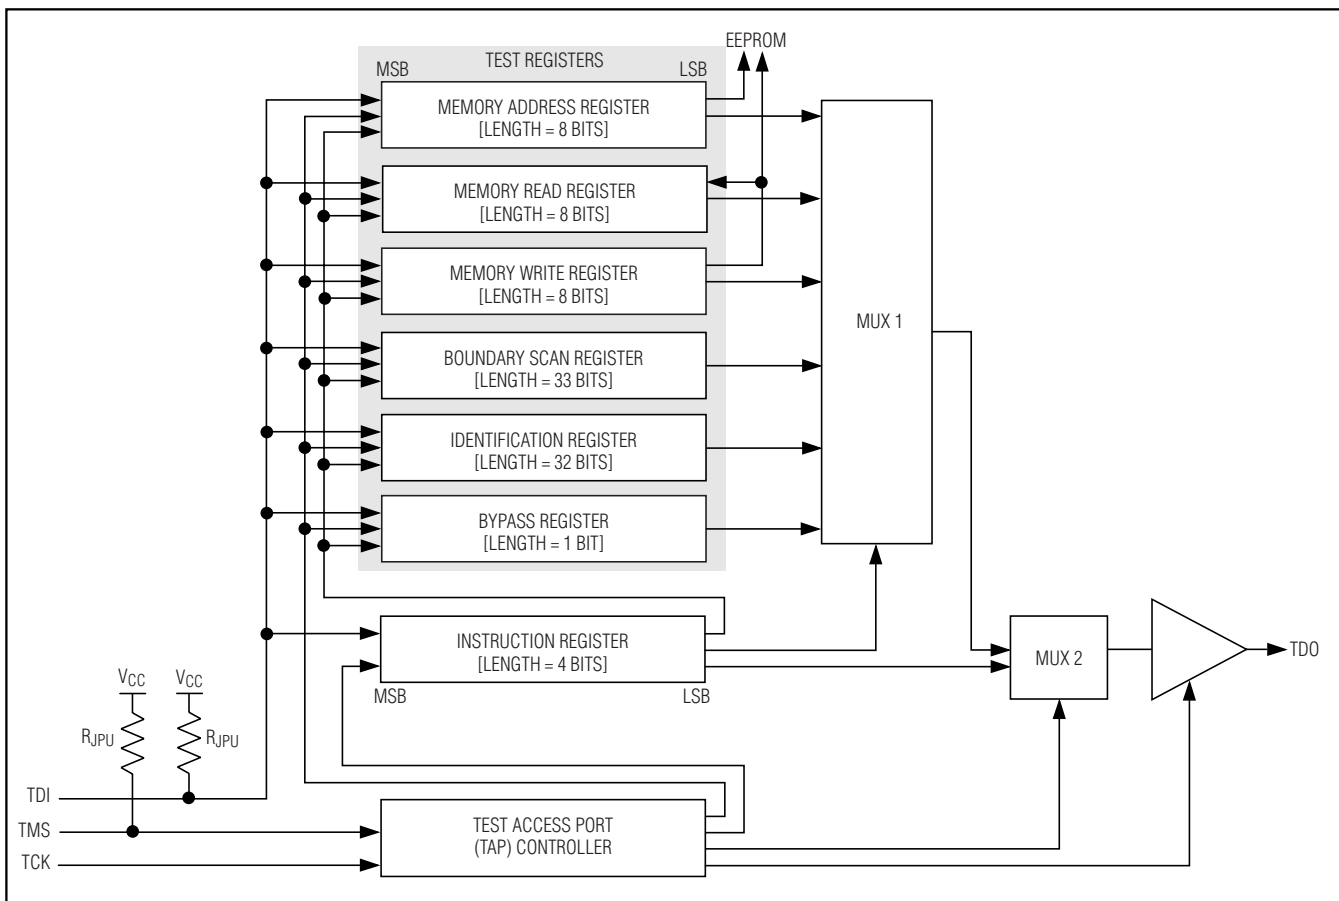 EEPROM
TEST REGISTERS
MSB
LSB
MEMORY ADDRESS REGISTER
[LENGTH = 8 BITS]
MEMORY READ REGISTER
[LENGTH = 8 BITS]
MEMORY WRITE REGISTER
[LENGTH = 8 BITS]
MUX 1
BOUNDARY SCAN REGISTER
[LENGTH = 33 BITS]
IDENTIFICATION REGISTER
[LENGTH = 32 BITS]
BYPASS REGISTER
[LENGTH = 1 BIT]
INSTRUCTION REGISTER
[LENGTH = 4 BITS]
MSB
LSB
MUX 2
TDO
VCC
VCC
RJPU
RJPU
TDI
TMS
TCK
TEST ACCESS PORT
(TAP) CONTROLLER